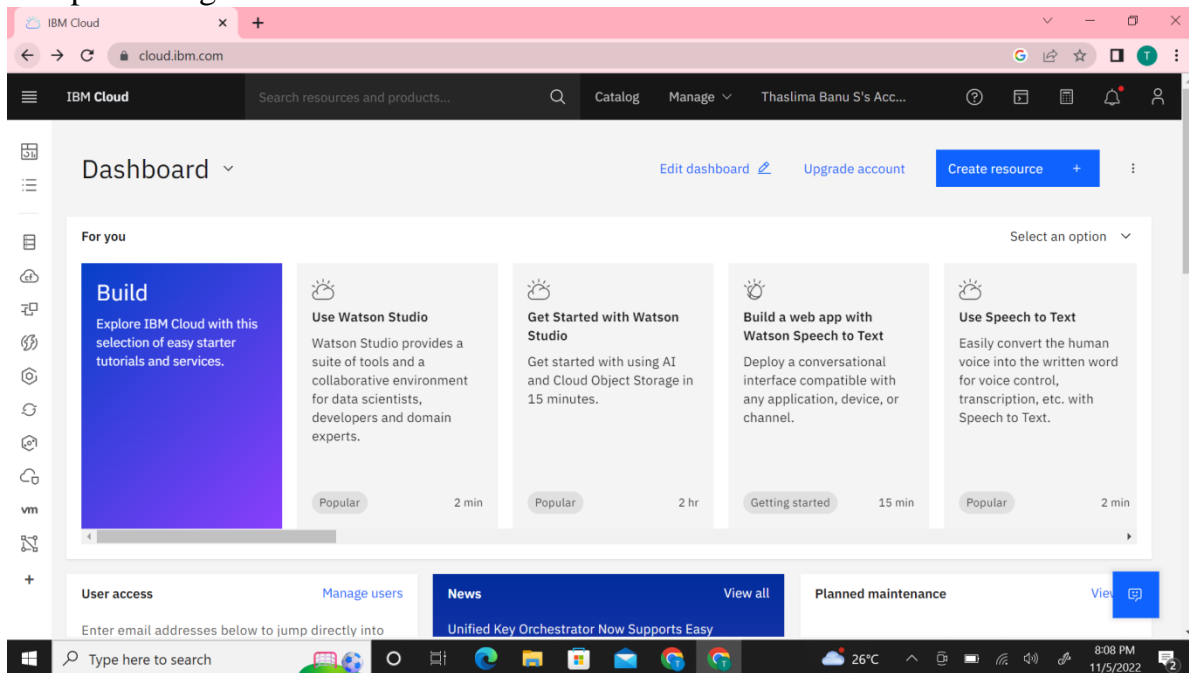 IBM Cloud
cloud.ibm.com
G
T
IBM Cloud
Search resources and products...
Catalog
Manage
Thaslima Banu S's Acc...
Dashboard
Edit dashboard
Upgrade account
Create resource +
For you
Select an option
Build
Explore IBM Cloud with this
selection of easy starter
tutorials and services.
Use Watson Studio
Watson Studio provides a
suite of tools and a
collaborative environment
for data scientists,
developers and domain
experts.
Popular
2 min
Get Started with Watson
Studio
Get started with using AI
and Cloud Object Storage in
15 minutes.
Popular
2 hr
Build a web app with
Watson Speech to Text
Deploy a conversational
interface compatible with
any application, device, or
channel.
Getting started
15 min
Use Speech to Text
Easily convert the human
voice into the written word
for voice control,
transcription, etc. with
Speech to Text.
Popular
2 min
cf
vm
User access
Manage users
Enter email addresses below to jump directly into
News
View all
Unified Key Orchestrator Now Supports Easy
Planned maintenance
Type here to search
26°C
8:08 PM
11/5/2022
2